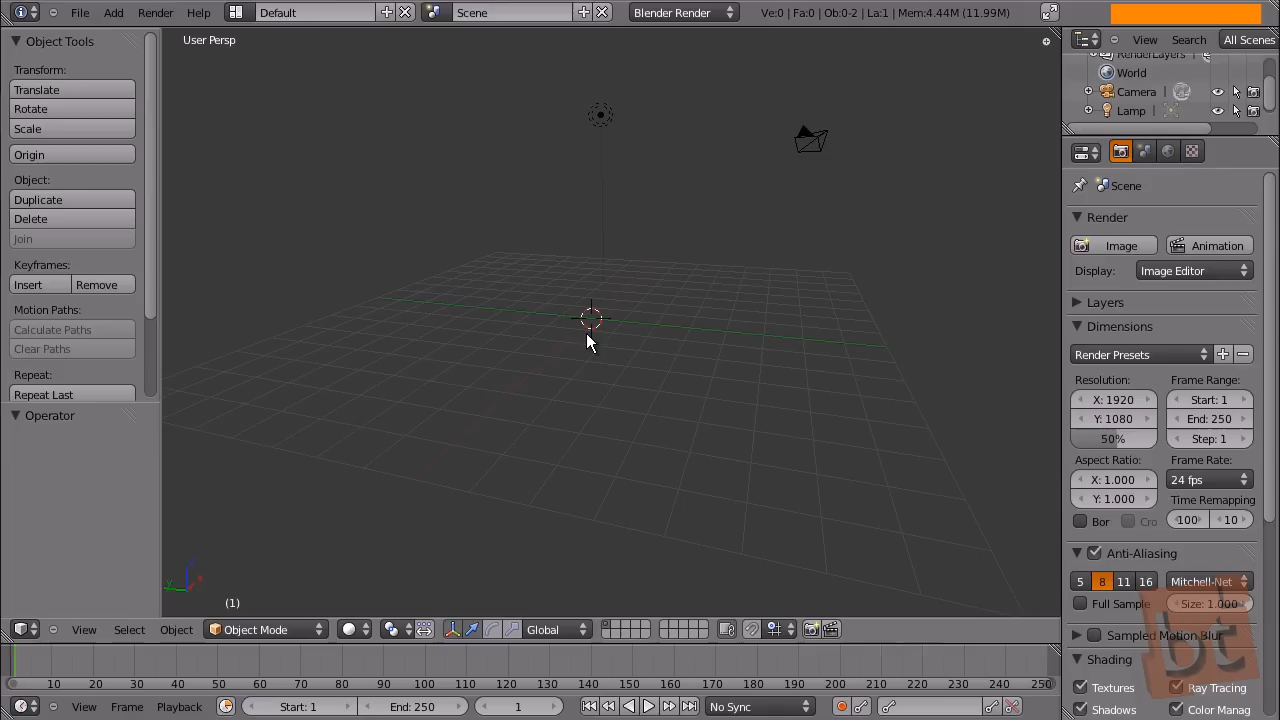 File Add Render Help Default Scene Blender Render Ve:0 | Fa:0 | Ob:0-2 | La:1 | Mem:4.44M (11.99M)
Object Tools
Transform:
Translate
Rotate
Scale
Origin
Object:
Duplicate
Delete
Join
Keyframes:
Insert Remove
Motion Paths:
Calculate Paths
Clear Paths
Repeat:
Repeat Last
Operator
User Persp
y
(1)
View Search All Scenes
RenderLayers
World
Camera
Lamp
Scene
Render
Image Animation
Display: Image Editor
Layers
Dimensions
Render Presets
Resolution: Frame Range:
X: 1920 Start: 1
Y: 1080 End: 250
50% Step: 1
Aspect Ratio: Frame Rate:
X: 1.000 24 fps
Y: 1.000 Time Remapping
Bor Cro 100 10
Anti-Aliasing
5 8 11 16 Mitchell-Net
Full Sample Size: 1.000
Sampled Motion Blur
Shading
Textures Ray Tracing
Shadows Color Manag
bt
View Select Object Object Mode Global
10 20 30 40 50 60 70 80 90 100 110 120 130 140 150 160 170 180 190 200 210 220 230 240 250
View Frame Playback Start: 1 End: 250 1 No Sync